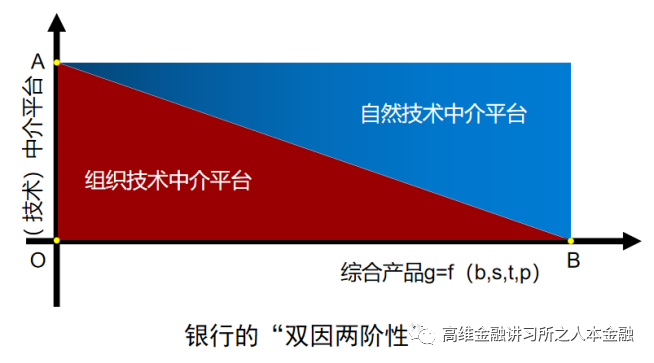 A
（技术）中介平台
自然技术中介平台
组织技术中介平台
O
B
综合产品g=f（b,s,t,p）
银行的“双因两阶性”
高维金融讲习所之人本金融